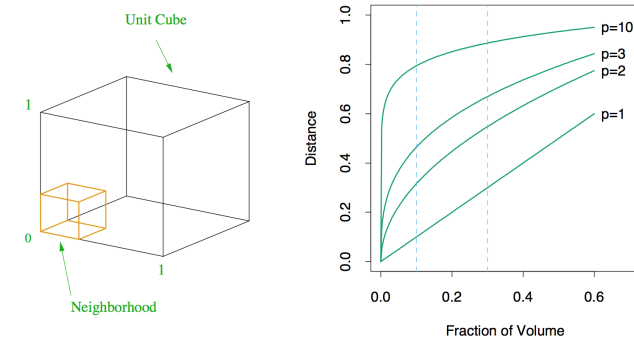 Unit Cube
1
0
1
Neighborhood
Distance
0.0
0.2
0.4
0.6
0.8
1.0
p=10
p=3
p=2
p=1
0.0 0.2 0.4 0.6
Fraction of Volume